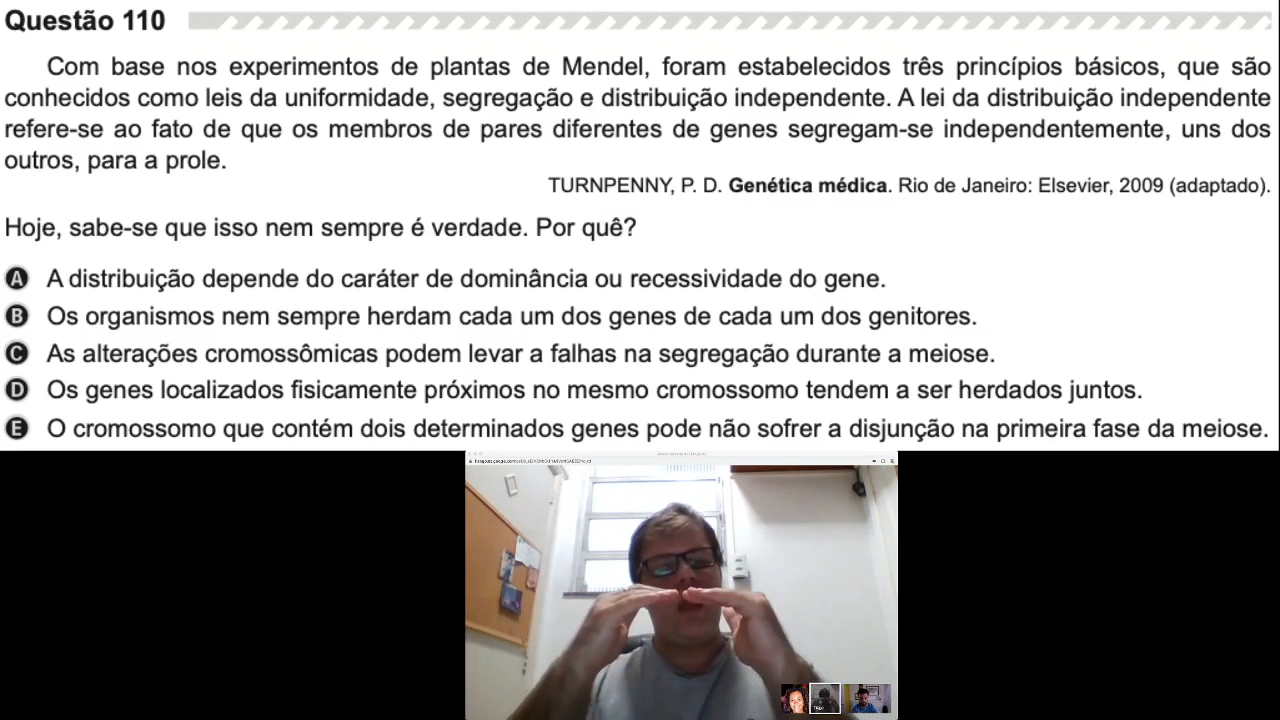 Questão 110
Com base nos experimentos de plantas de Mendel, foram estabelecidos três princípios básicos, que são
conhecidos como leis da uniformidade, segregação e distribuição independente. A lei da distribuição independente
refere-se ao fato de que os membros de pares diferentes de genes segregam-se independentemente, uns dos
outros, para a prole.
TURNPENNY, P. D. Genética médica. Rio de Janeiro: Elsevier, 2009 (adaptado).
Hoje, sabe-se que isso nem sempre é verdade. Por quê?
A A distribuição depende do caráter de dominância ou recessividade do gene.
B Os organismos nem sempre herdam cada um dos genes de cada um dos genitores.
C As alterações cromossômicas podem levar a falhas na segregação durante a meiose.
D Os genes localizados fisicamente próximos no mesmo cromossomo tendem a ser herdados juntos.
E O cromossomo que contém dois determinados genes pode não sofrer a disjunção na primeira fase da meiose.